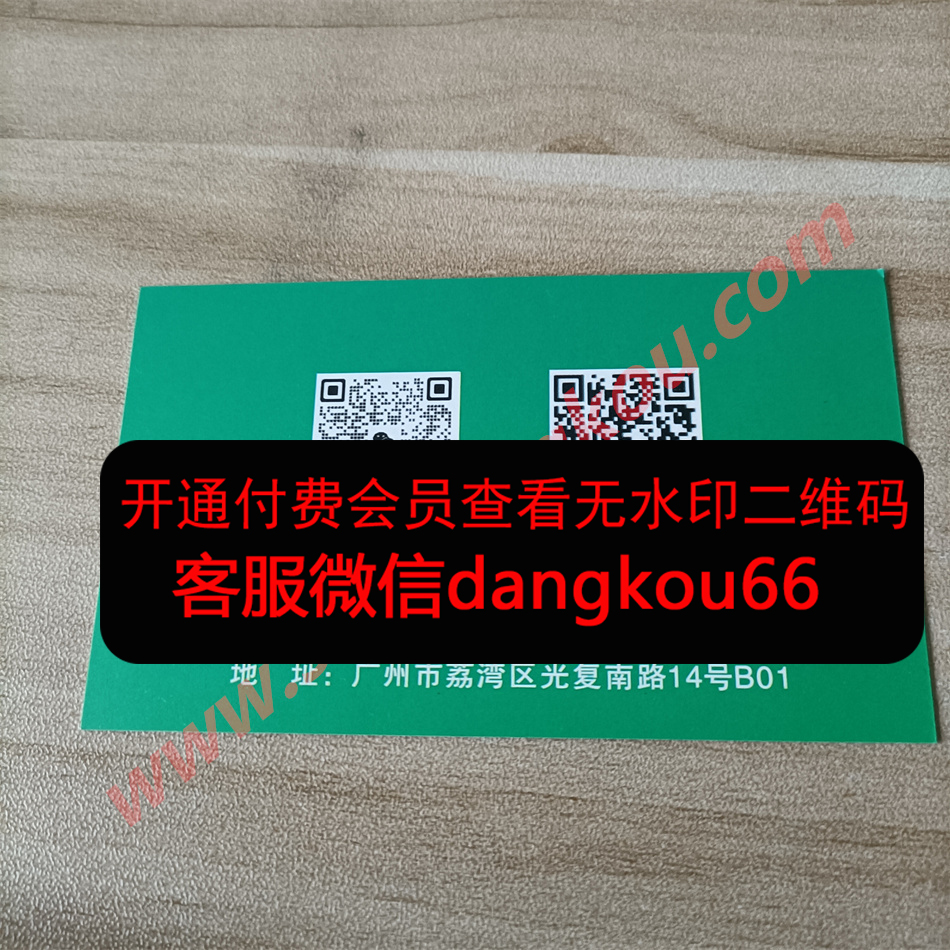 开通付费会员查看无水印二维码
客服微信dangkou66
地 址：广州市荔湾区光复南路14号B01